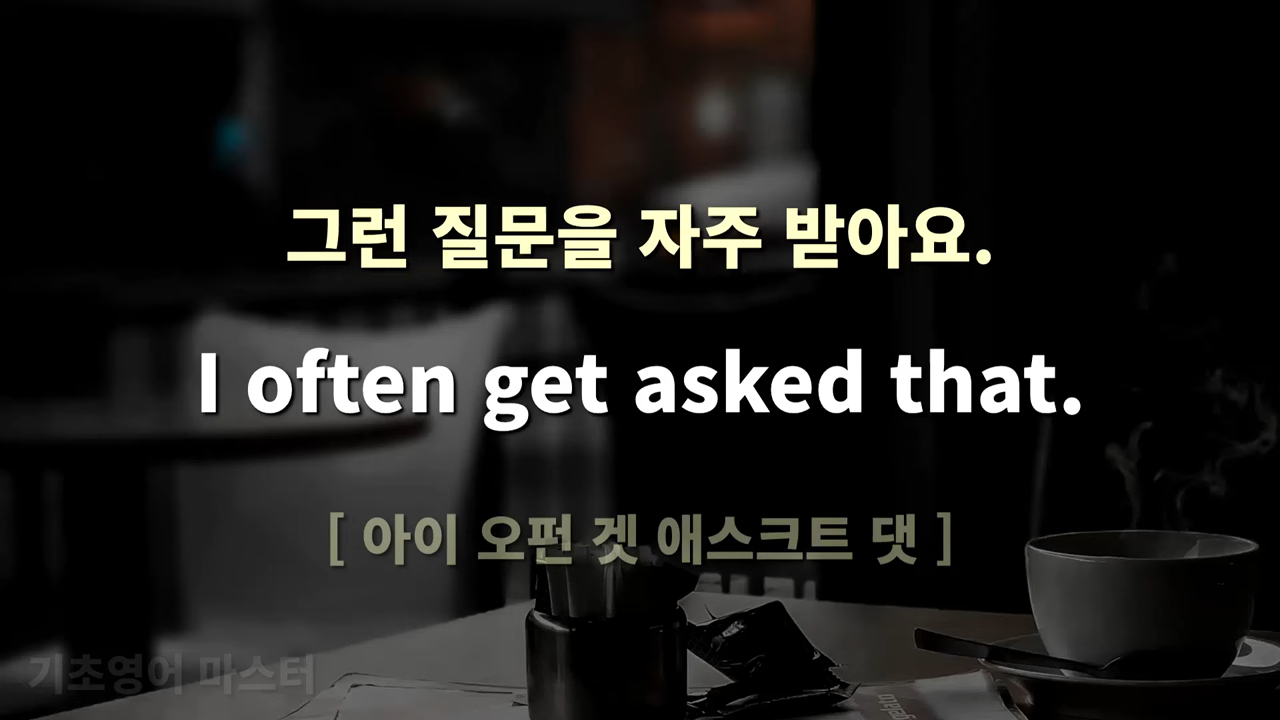 그런 질문을 자주 받아요.
I often get asked that.
[ 아이 오펀 겟 애스크트 댓 ]
기초영어 마스터